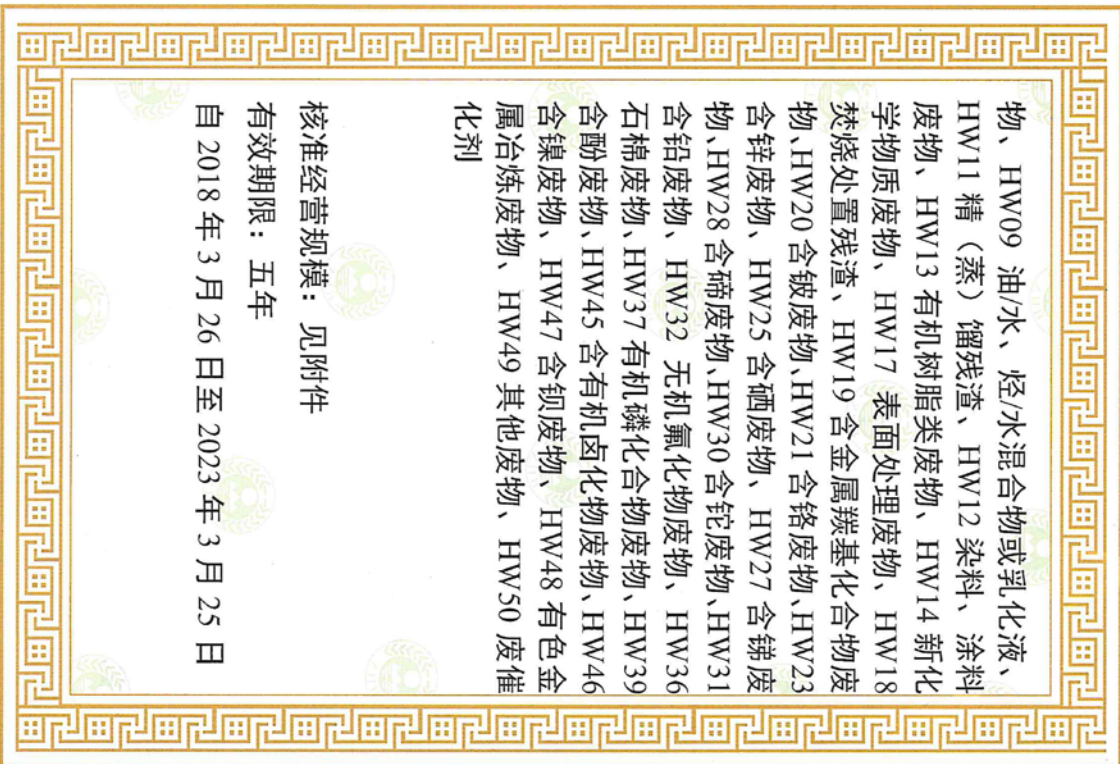 物、HW09 油/水、烃/水混合物或乳化液、
HW11 精（蒸）馏残渣、HW12 染料、涂料
废物、HW13 有机树脂类废物、HW14 新化
学物质废物、HW17 表面处理废物、HW18
焚烧处置残渣、HW19 含金属羰基化合物废
物、HW20 含铍废物、HW21 含铬废物、HW23
含锌废物、HW25 含硒废物、HW27 含锑废
物、HW28 含碲废物、HW30 含铊废物、HW31
含铅废物、HW32 无机氟化物废物、HW36
石棉废物、HW37 有机磷化合物废物、HW39
含酚废物、HW45 含有机卤化物废物、HW46
含镍废物、HW47 含钡废物、HW48 有色金
属冶炼废物、HW49 其他废物、HW50 废催
化剂
核准经营规模：见附件
有效期限：五年
自 2018 年 3 月 26 日至 2023 年 3 月 25 日